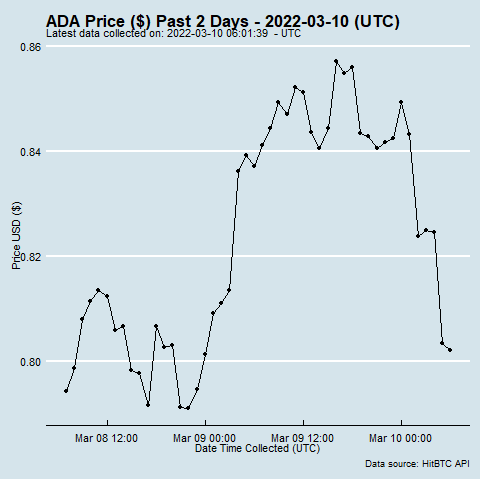 ADA Price ($) Past 2 Days - 2022-03-10 (UTC)
Latest data collected on: 2022-03-10 06:01:39  - UTC
0.86
0.84
0.82
0.80
Price USD ($)
Mar 08 12:00
Mar 09 00:00
Mar 09 12:00
Mar 10 00:00
Date Time Collected (UTC)
Data source: HitBTC API